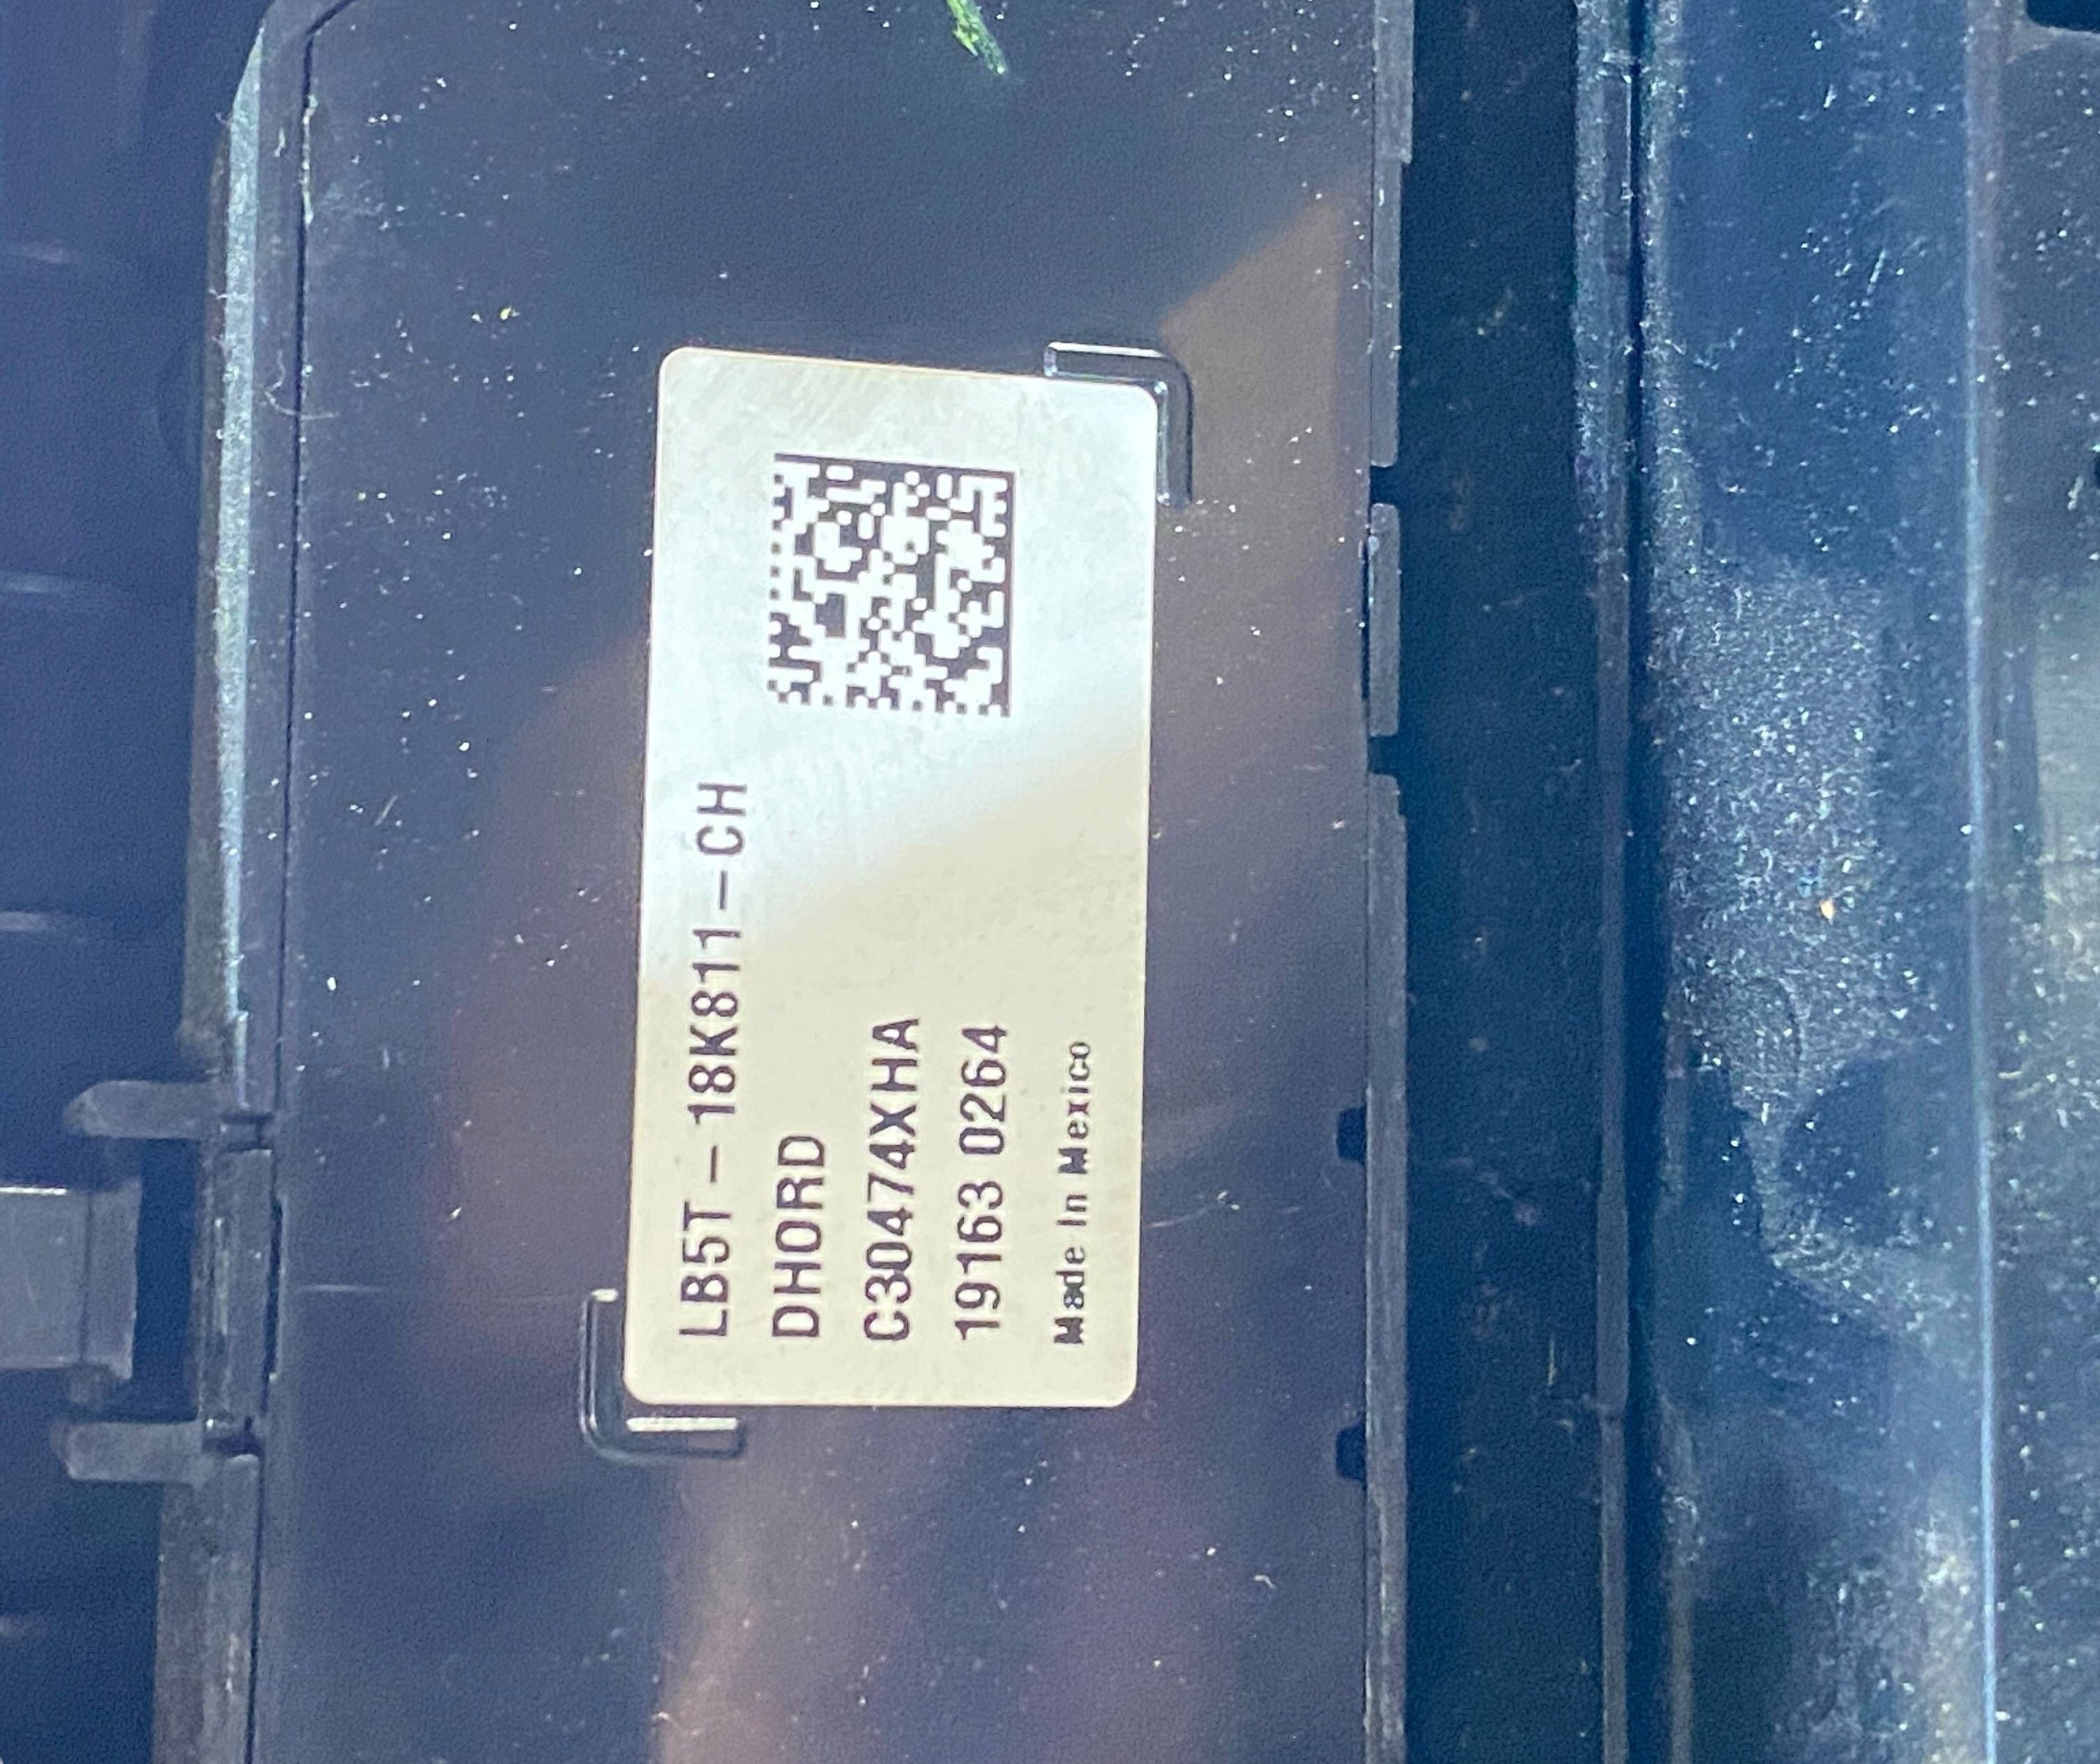 LB5T-18K811-CH
DHORD
C30474XHA
19163 0264
Made In Mexico